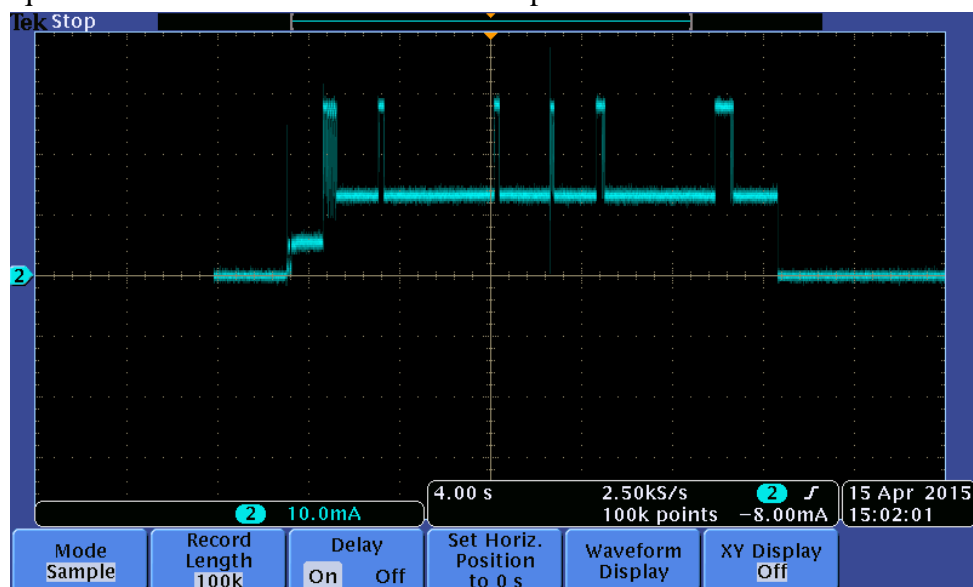 Tek Stop
2
2 10.0mA
4.00 s 2.50kS/s 2
100k points -8.00mA
15 Apr 2015
15:02:01
Mode
Sample
Record
Length
100k
Delay
On Off
Set Horiz.
Position
to 0 s
Waveform
Display
XY Display
Off